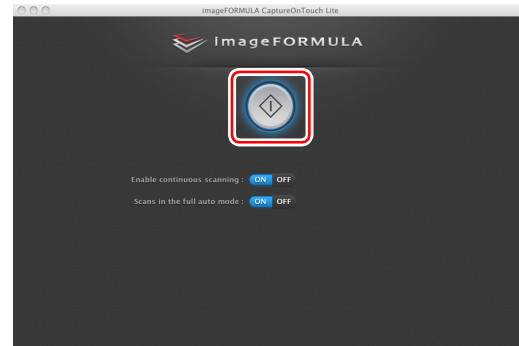 imageFORMULA CaptureOnTouch Lite
imageFORMULA
Enable continuous scanning : ON OFF
Scans in the full auto mode : ON OFF